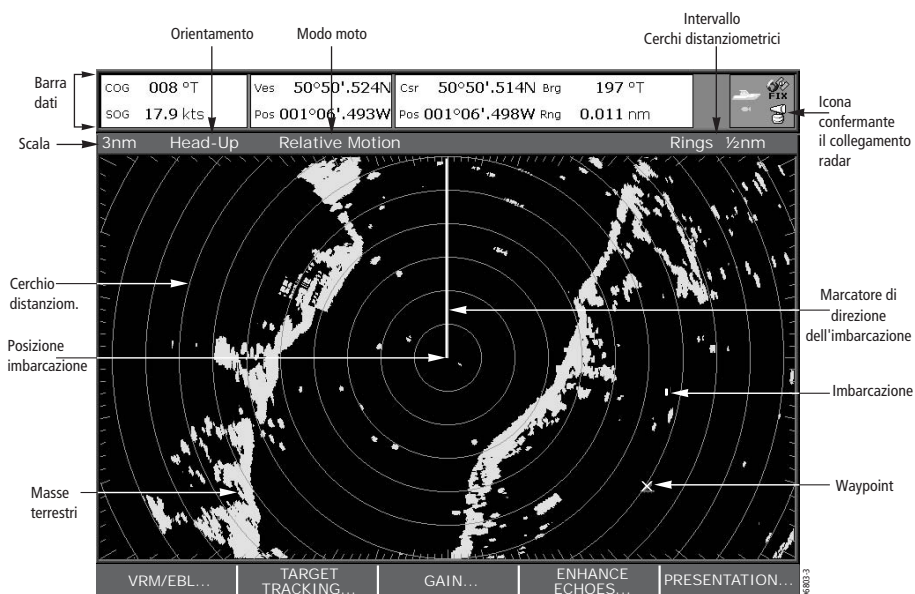 Orientamento
Modo moto
Intervallo
Cerchi distanziometrici
Barra
dati
COG 008 °T
SOG 17.9 kts
Ves 50°50'.524N
Pos 001°06'.493W
Csr 50°50'.514N Brg 197 °T
Pos 001°06'.498W Rng 0.011 nm
FIX
Icona
confermante
il collegamento
radar
Scala
3nm Head-Up Relative Motion Rings ½nm
Cerchio
distanziom.
Marcatore di
direzione
dell'imbarcazione
Posizione
imbarcazione
Imbarcazione
Masse
terrestri
Waypoint
VRM/EBL...
TARGET
TRACKING...
GAIN...
ENHANCE
ECHOES...
PRESENTATION...